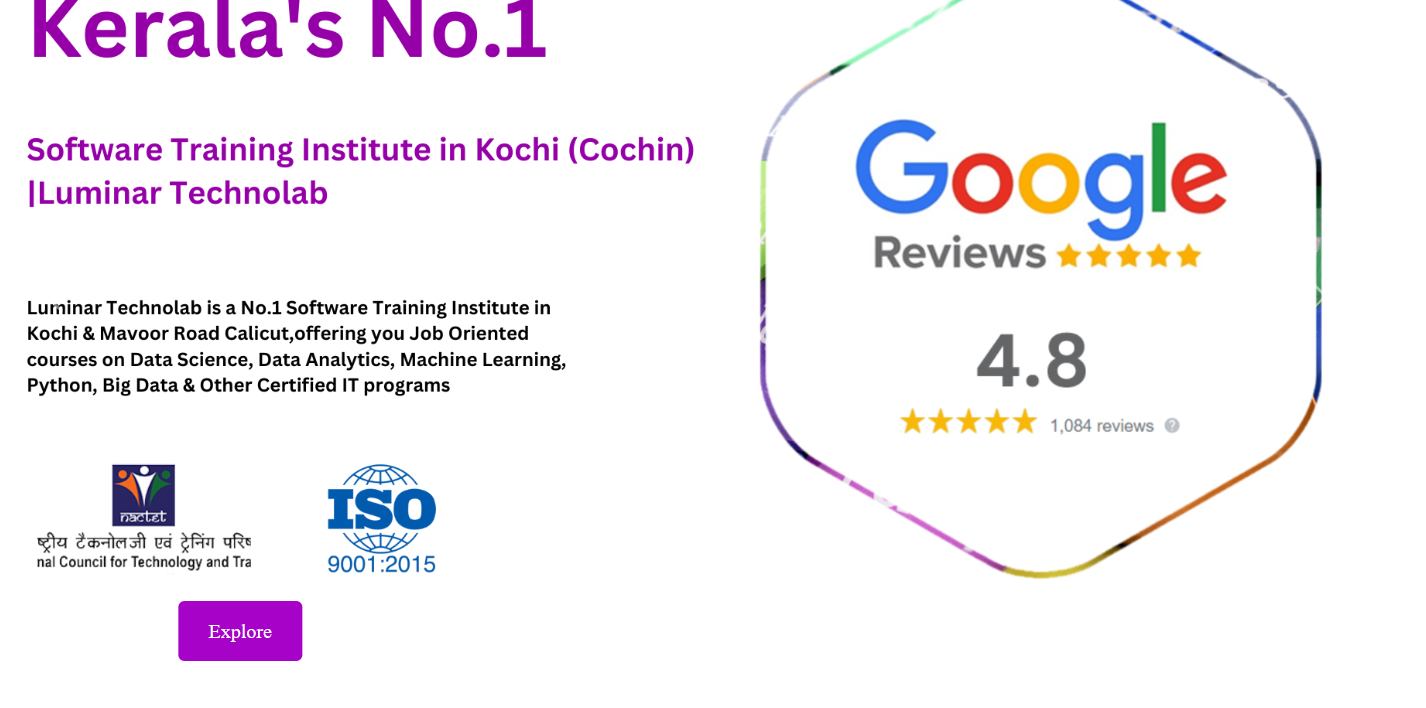 Kerala's No.1
Software Training Institute in Kochi (Cochin)
|Luminar Technolab
Luminar Technolab is a No.1 Software Training Institute in
Kochi & Mavoor Road Calicut,offering you Job Oriented
courses on Data Science, Data Analytics, Machine Learning,
Python, Big Data & Other Certified IT programs
nactet
ष्ट्रीय टैकनोलजी एवं ट्रेनिंग परिष
nal Council for Technology and Tra
ISO
9001:2015
Explore
Google
Reviews
4.8
1,084 reviews ?